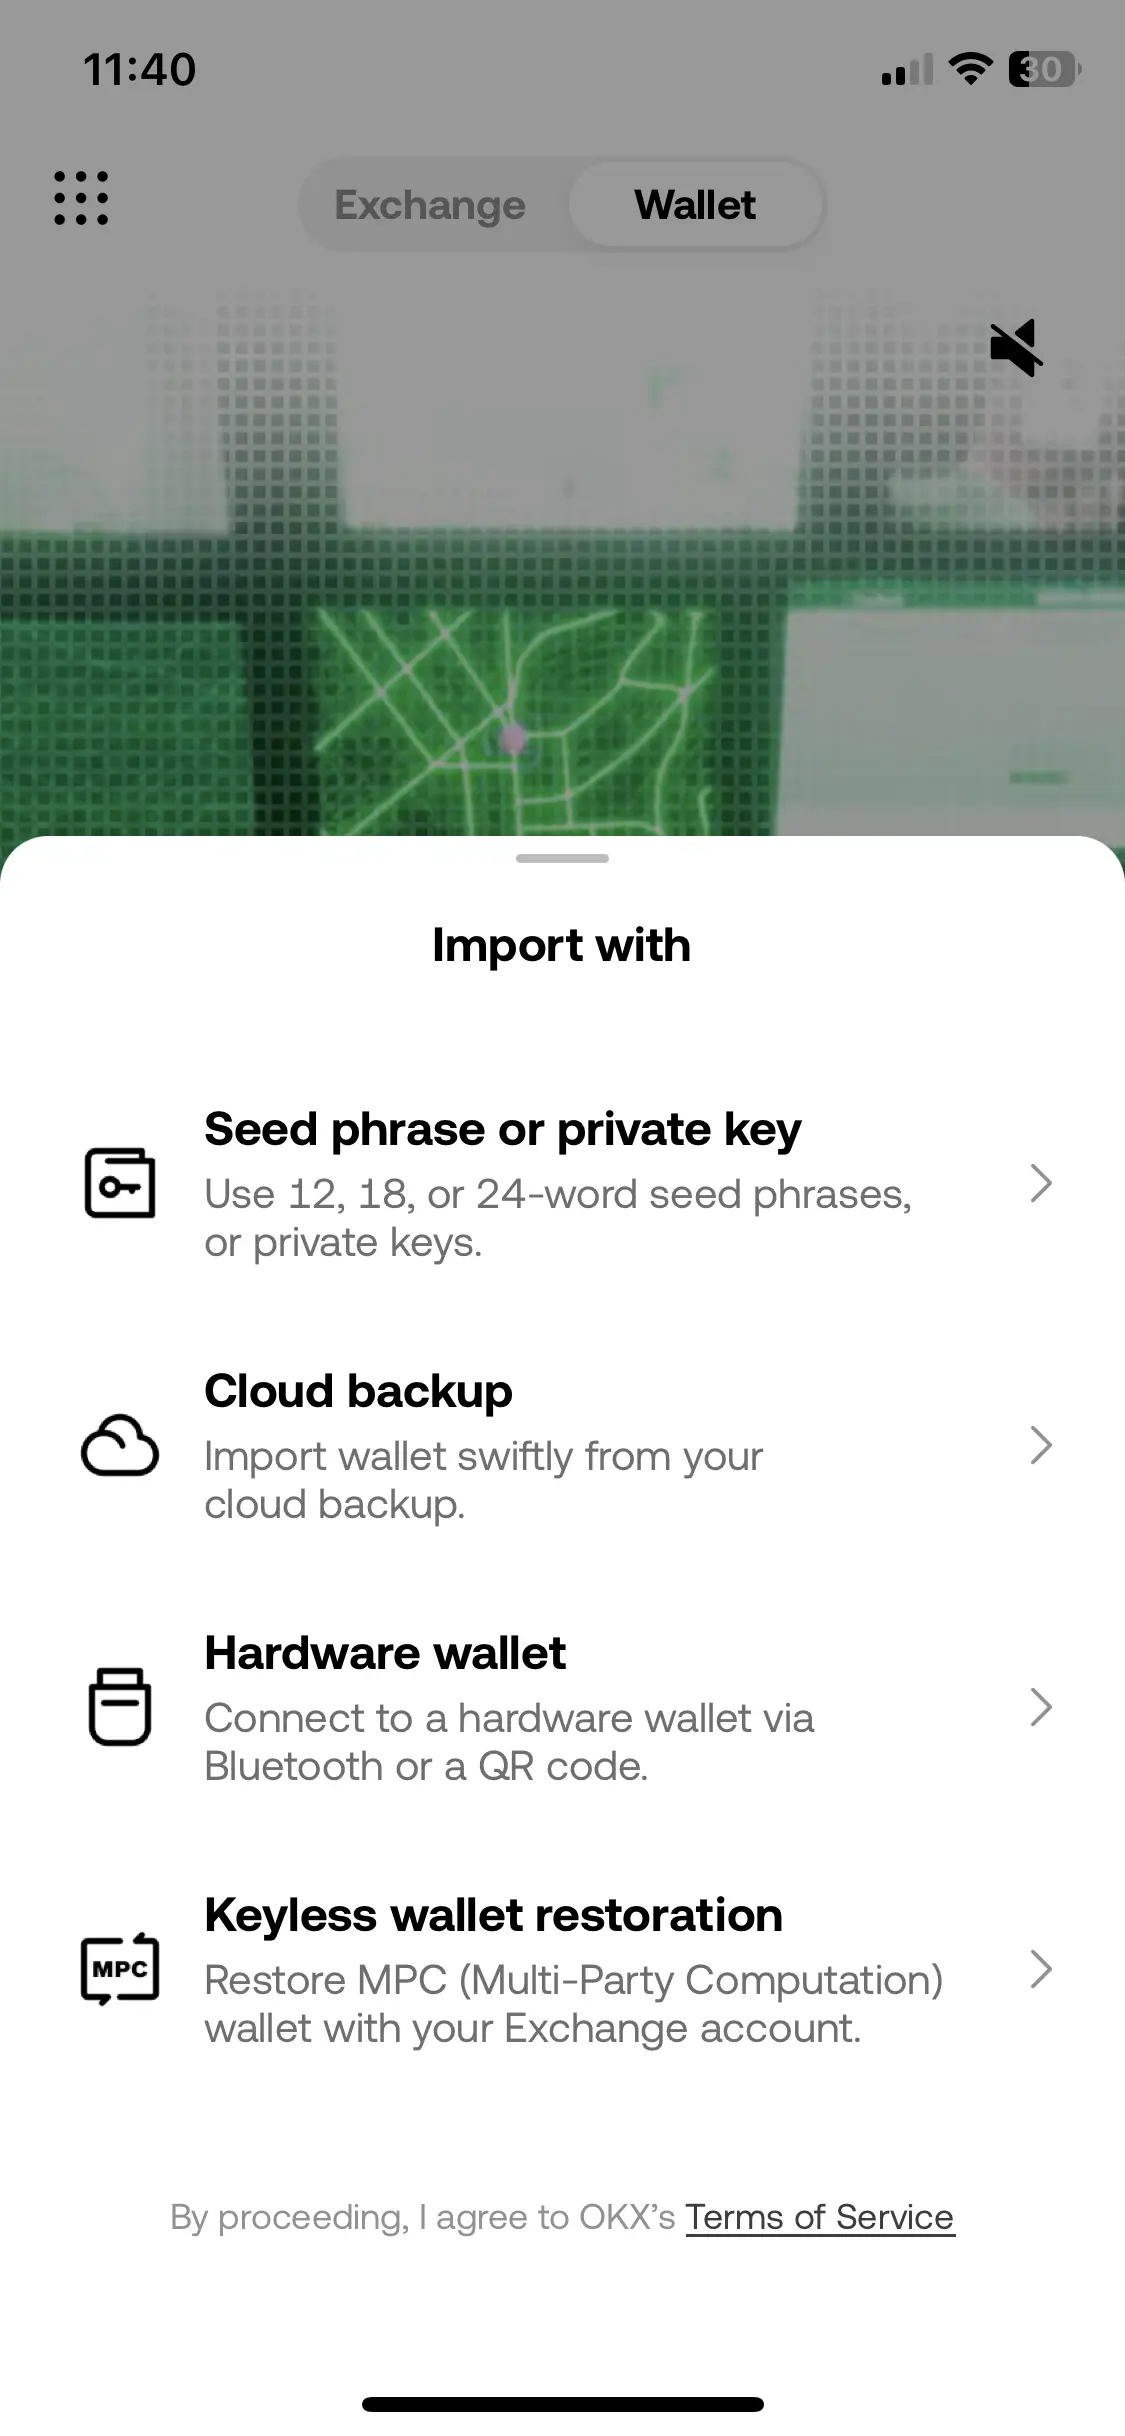 11:40
30
Exchange
Wallet
Import with
Seed phrase or private key
Use 12, 18, or 24-word seed phrases,
or private keys.
Cloud backup
Import wallet swiftly from your
cloud backup.
Hardware wallet
Connect to a hardware wallet via
Bluetooth or a QR code.
MPC
Keyless wallet restoration
Restore MPC (Multi-Party Computation)
wallet with your Exchange account.
By proceeding, I agree to OKX’s Terms of Service